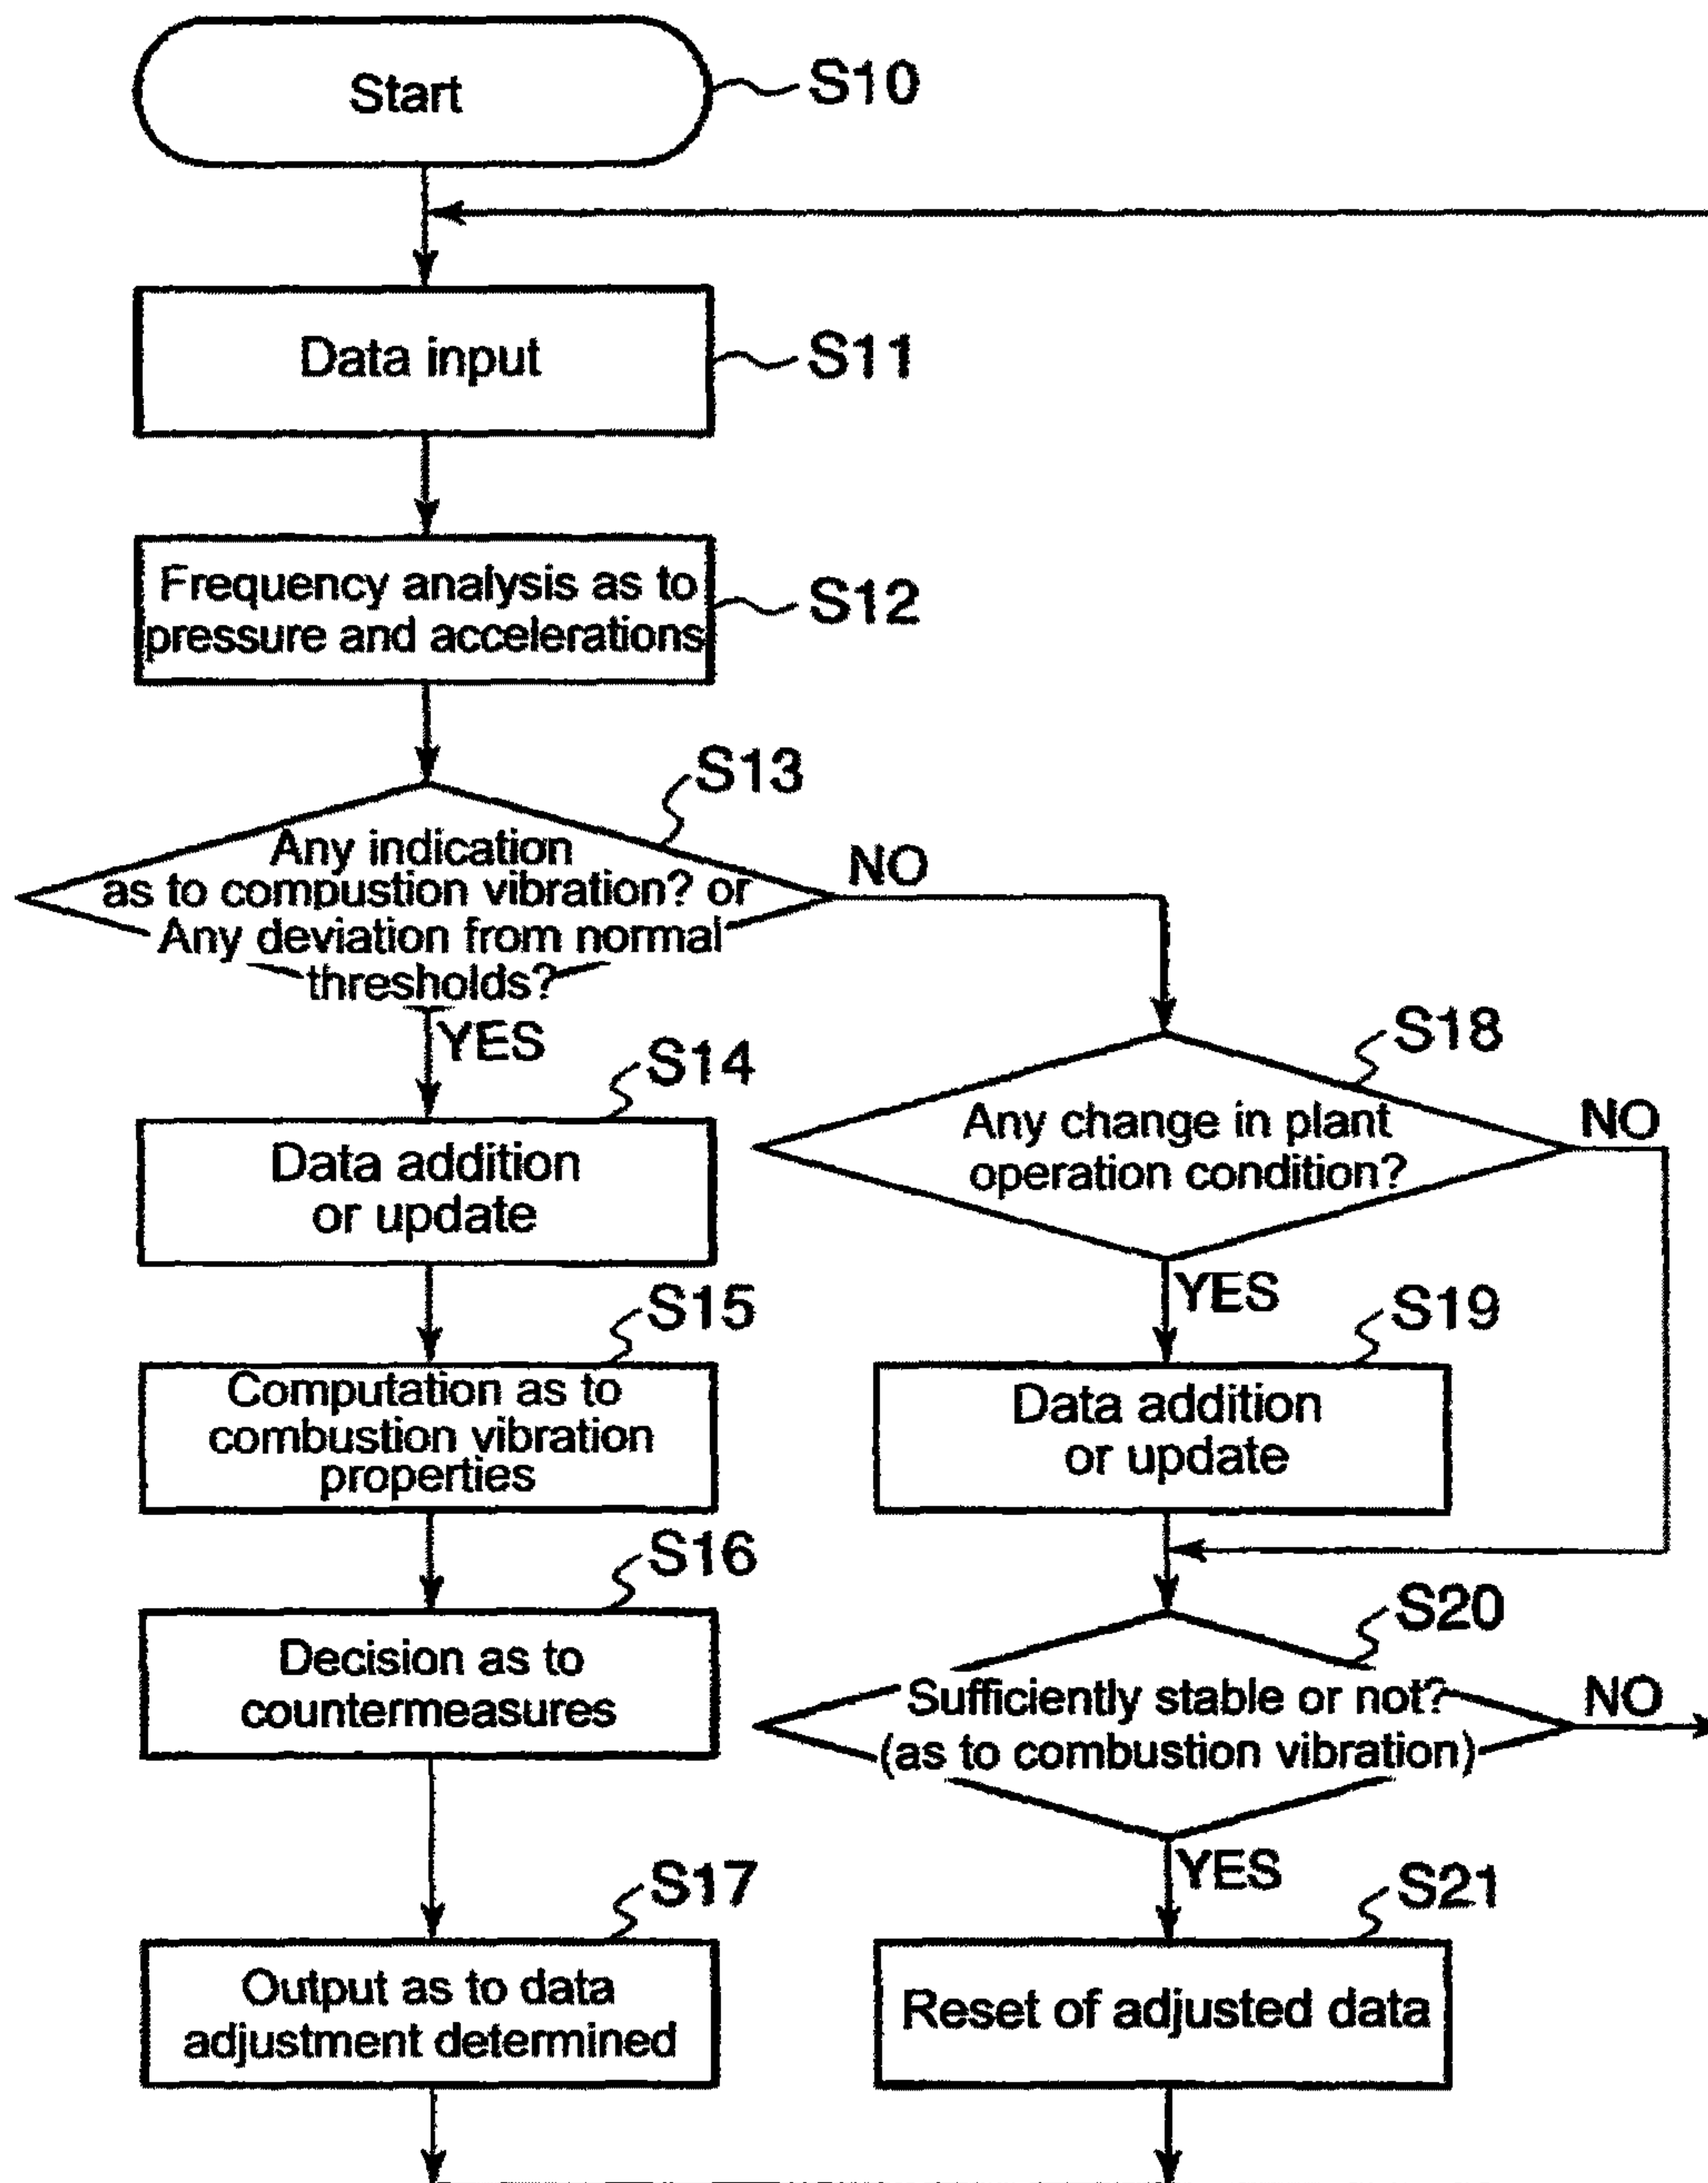 Start
S10
Data input
S11
Frequency analysis as to
pressure and accelerations
S12
S13
Any indication
as to compustion vibration? or
Any deviation from normal
thresholds?
NO
YES
S14
Data addition
or update
S15
Computation as to
combustion vibration
properties
S16
Decision as to
countermeasures
S17
Output as to data
adjustment determined
S18
Any change in plant
operation condition?
NO
YES
S19
Data addition
or update
S20
Sufficiently stable or not?
(as to combustion vibration)
NO
YES
S21
Reset of adjusted data